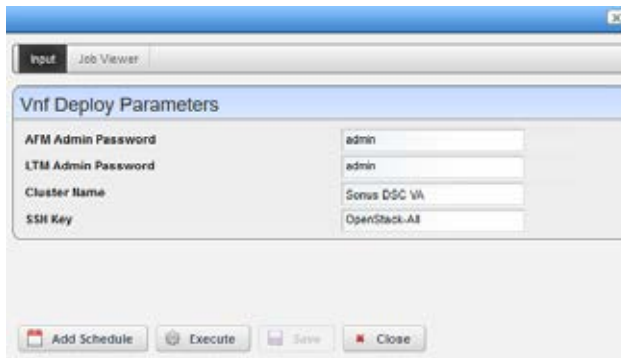 Input Job Viewer
Vnf Deploy Parameters
AFM Admin Password admin
LTM Admin Password admin
Cluster Name Sonus DSC VA
SSH Key OpenStack-All
Add Schedule Execute Save Close